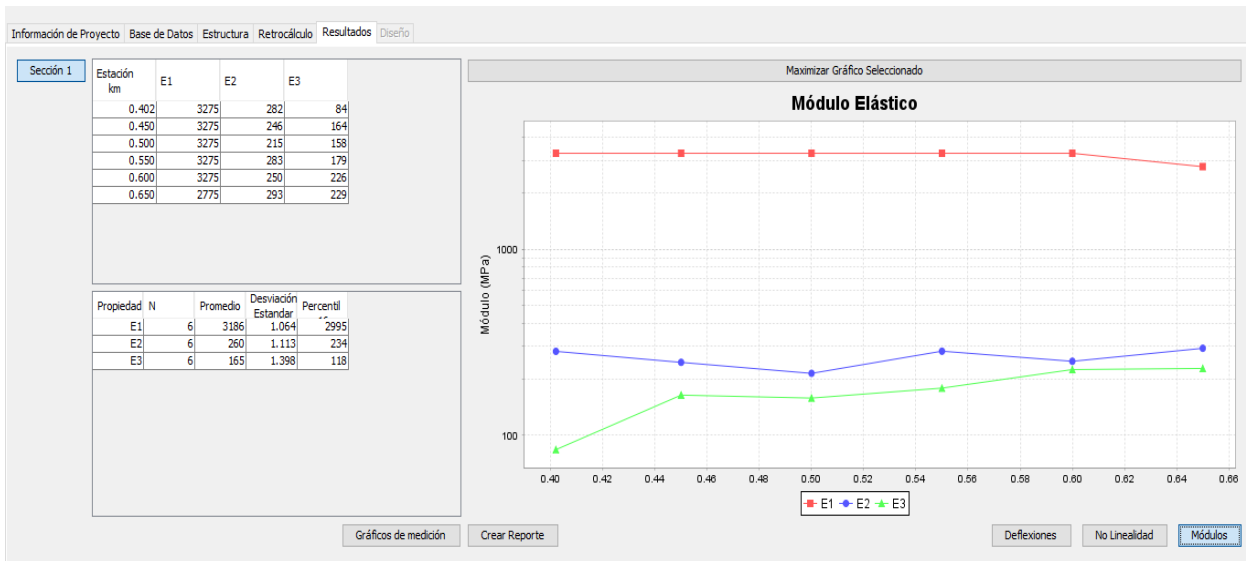 Información de Proyecto Base de Datos Estructura Retrocálculo Resultados Diseño
Sección 1
Estación km E1 E2 E3
0.402 3275 282 84
0.450 3275 246 164
0.500 3275 215 158
0.550 3275 283 179
0.600 3275 250 226
0.650 2775 293 229
Propiedad N Promedio Desviación Estandar Percentil
E1 6 3186 1.064 2995
E2 6 260 1.113 234
E3 6 165 1.398 118
Maximizar Gráfico Seleccionado
Módulo Elástico
Módulo (MPa)
1000
100
0.40 0.42 0.44 0.46 0.48 0.50 0.52 0.54 0.56 0.58 0.60 0.62 0.64 0.66
E1 E2 E3
Gráficos de medición Crear Reporte Deflexiones No Linealidad Módulos